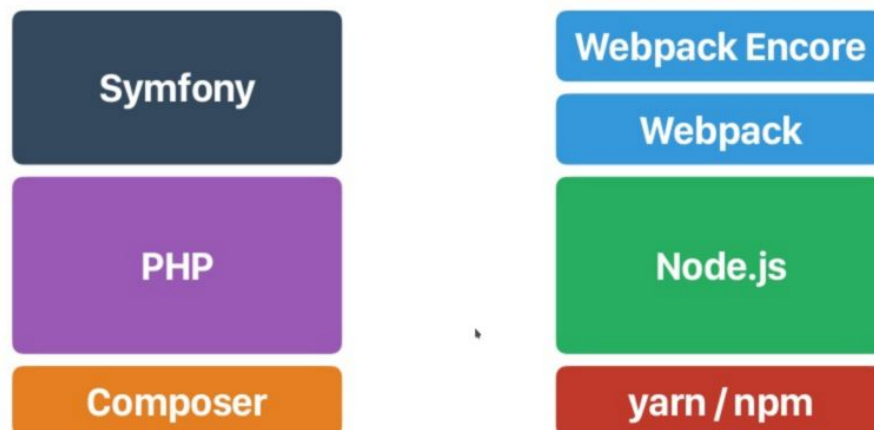 Symfony
PHP
Composer
Webpack Encore
Webpack
Node.js
yarn / npm